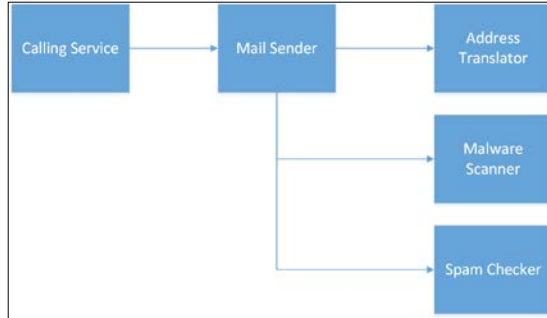 Calling Service
Mail Sender
Address
Translator
Malware
Scanner
Spam Checker